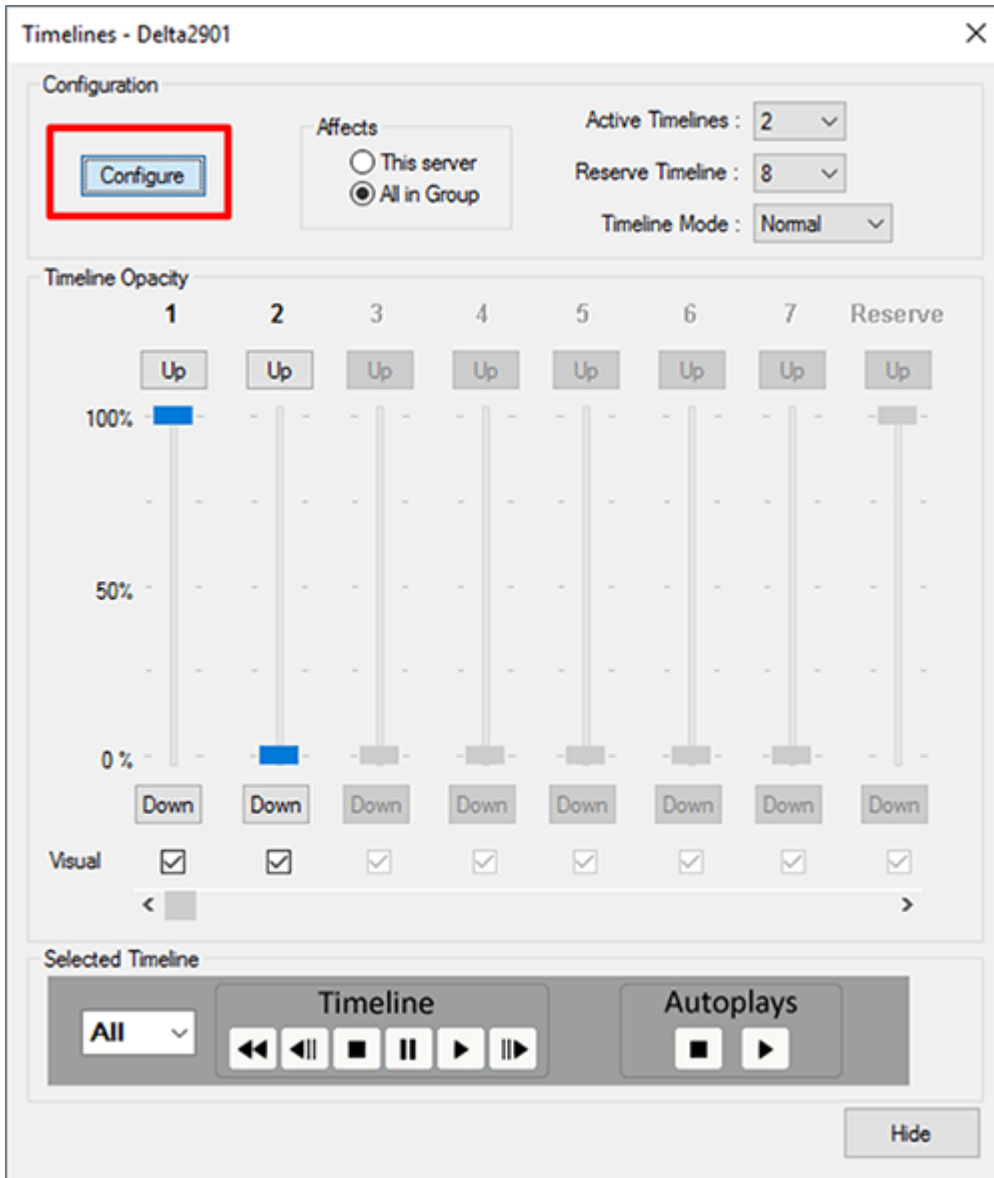 Timelines - Delta2901
Configuration
Configure
Affects
This server
All in Group
Active Timelines : 2
Reserve Timeline : 8
Timeline Mode : Normal
Timeline Opacity
1 2 3 4 5 6 7 Reserve
Up Up Up Up Up Up Up Up
100%
50%
0 %
Down Down Down Down Down Down Down Down
Visual
Selected Timeline
All
Timeline
Autoplays
Hide